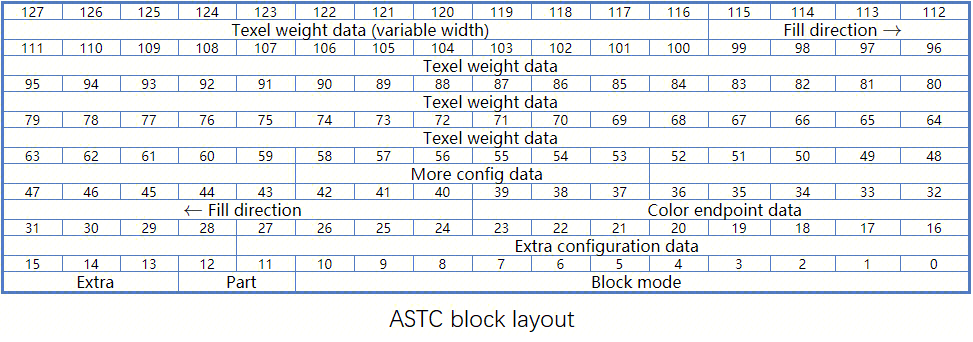 127 126 125 124 123 122 121 120 119 118 117 116 115 114 113 112
Texel weight data (variable width) Fill direction →
111 110 109 108 107 106 105 104 103 102 101 100 99 98 97 96
Texel weight data
95 94 93 92 91 90 89 88 87 86 85 84 83 82 81 80
Texel weight data
79 78 77 76 75 74 73 72 71 70 69 68 67 66 65 64
Texel weight data
63 62 61 60 59 58 57 56 55 54 53 52 51 50 49 48
More config data
47 46 45 44 43 42 41 40 39 38 37 36 35 34 33 32
← Fill direction Color endpoint data
31 30 29 28 27 26 25 24 23 22 21 20 19 18 17 16
Extra configuration data
15 14 13 12 11 10 9 8 7 6 5 4 3 2 1 0
Extra Part Block mode
ASTC block layout